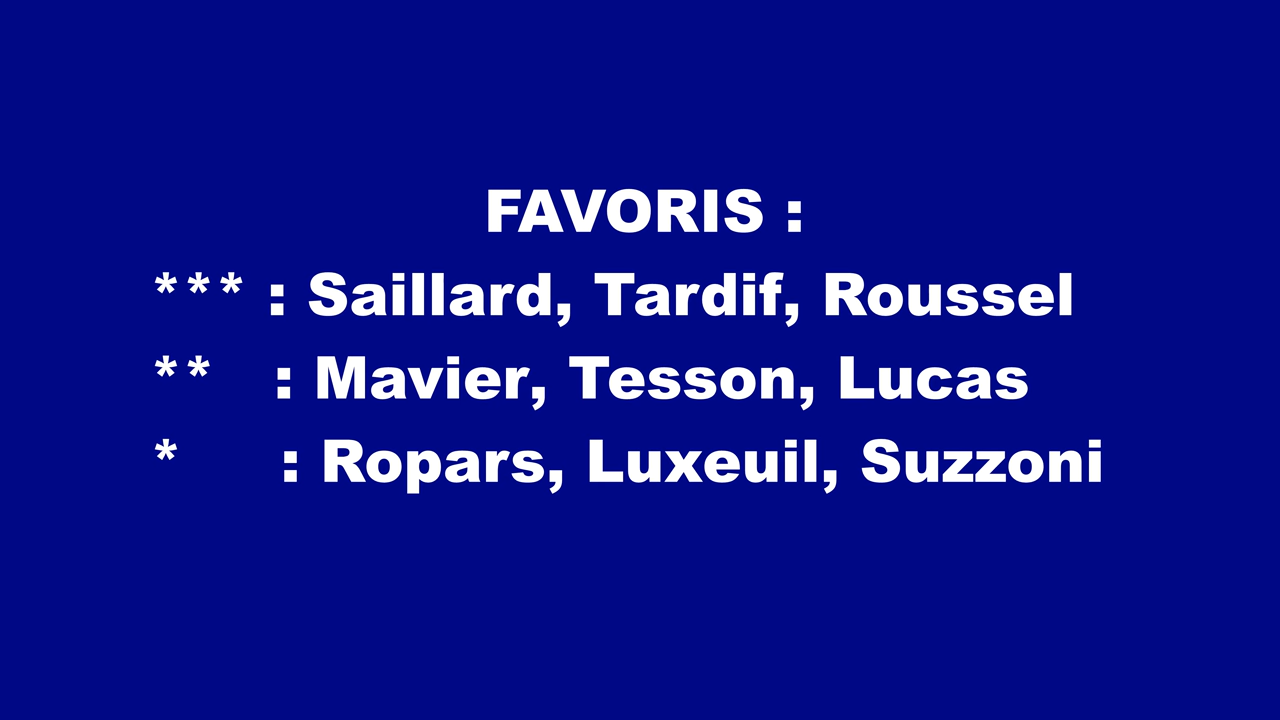 FAVORIS :
*** : Saillard, Tardif, Roussel
** : Mavier, Tesson, Lucas
* : Ropars, Luxeuil, Suzzoni